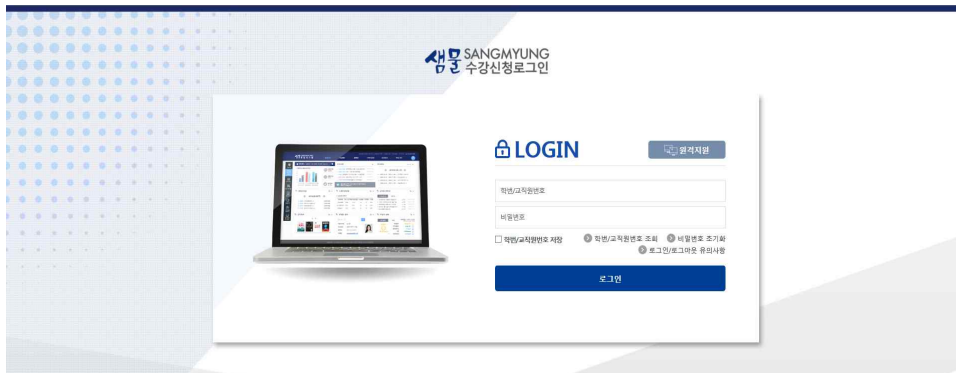 샘물 SANGMYUNG
수강신청로그인
LOGIN
원격지원
학번/교직원번호
비밀번호
학번/교직원번호 저장
학번/교직원번호 조회
비밀번호 초기화
로그인/로그아웃 유의사항
로그인